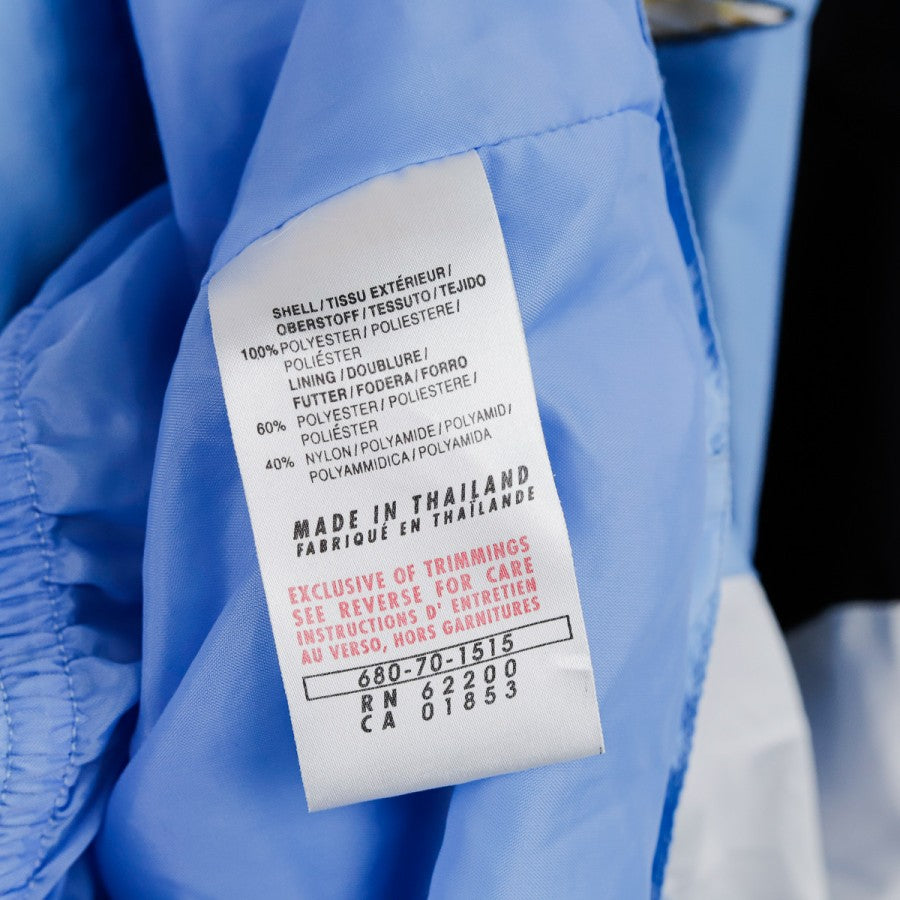 SHELL/TISSU EXTÉRIEUR/
OBERSTOFF/TESSUTO/TEJIDO
100% POLYESTER/POLIESTERE/
POLIÉSTER
LINING/DOUBLURE/
FUTTER/FODERA/FORRO
60% POLYESTER/POLIESTERE/
POLIÉSTER
40% NYLON/POLYAMIDE/POLYAMID/
POLYAMMIDICA/POLYAMIDA
MADE IN THAILAND
FABRIQUÉ EN THAÏLANDE
EXCLUSIVE OF TRIMMINGS
SEE REVERSE FOR CARE
INSTRUCTIONS D' ENTRETIEN
AU VERSO, HORS GARNITURES
680-70-1515
RN 62200
CA 01853